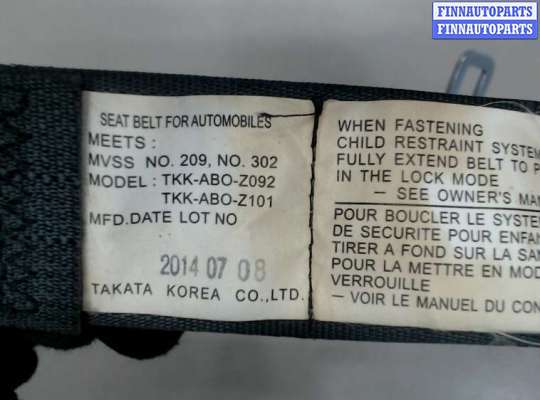 FINNAUTOPARTS
FINNAUTOPARTS
SEAT BELT FOR AUTOMOBILES
MEETS :
MVSS NO. 209, NO. 302
MODEL : TKK-ABO-Z092
TKK-ABO-Z101
MFD.DATE LOT NO
2014 07 08
TAKATA KOREA CO.,LTD.
WHEN FASTENING
CHILD RESTRAINT SYSTEM
FULLY EXTEND BELT TO P
IN THE LOCK MODE
– SEE OWNER'S MAN
POUR BOUCLER LE SYSTE
DE SECURITE POUR ENFAN
TIRER A FOND SUR LA SAN
POUR LA METTRE EN MOD
VERROUILLE
– VOIR LE MANUEL DU CON